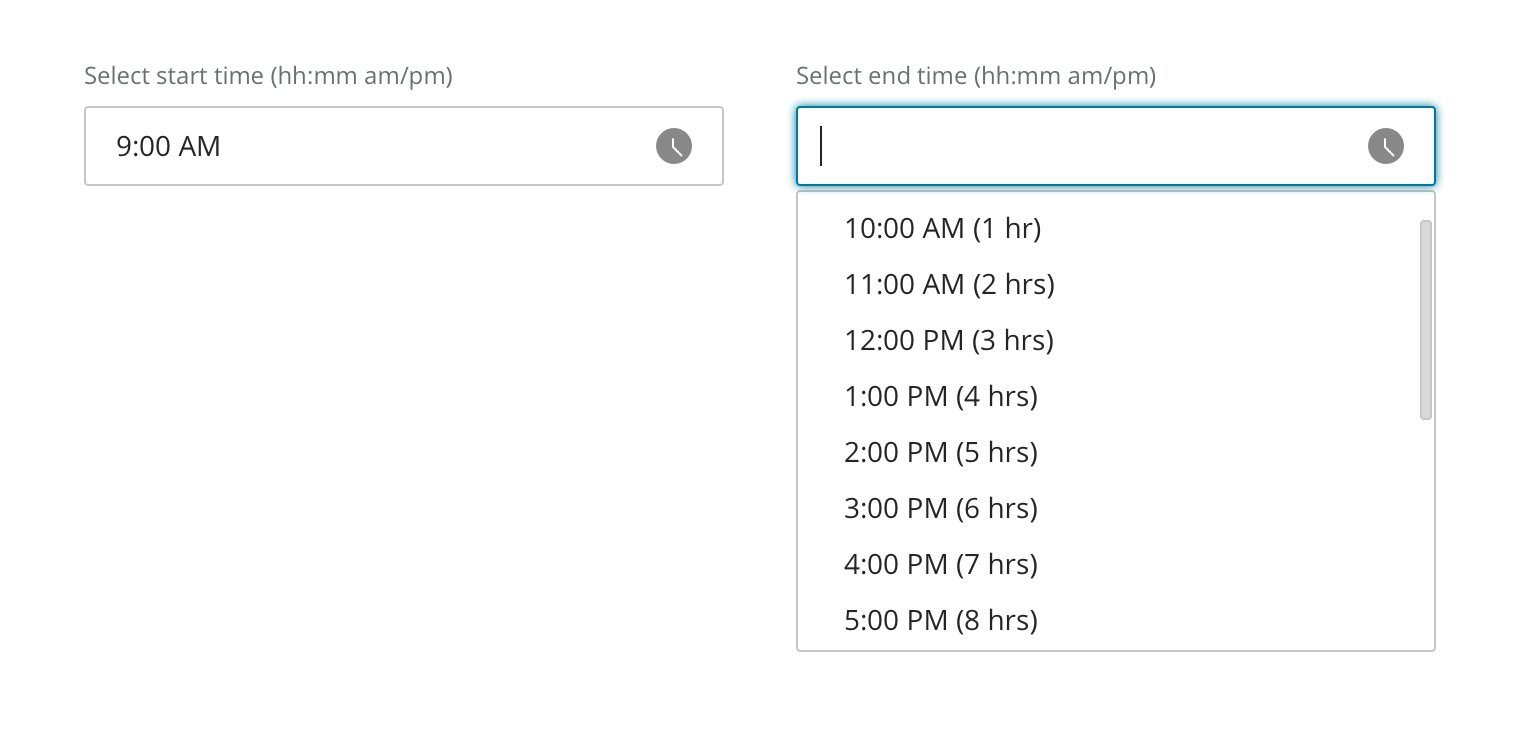 Select start time (hh:mm am/pm)
9:00 AM
Select end time (hh:mm am/pm)
10:00 AM (1 hr)
11:00 AM (2 hrs)
12:00 PM (3 hrs)
1:00 PM (4 hrs)
2:00 PM (5 hrs)
3:00 PM (6 hrs)
4:00 PM (7 hrs)
5:00 PM (8 hrs)